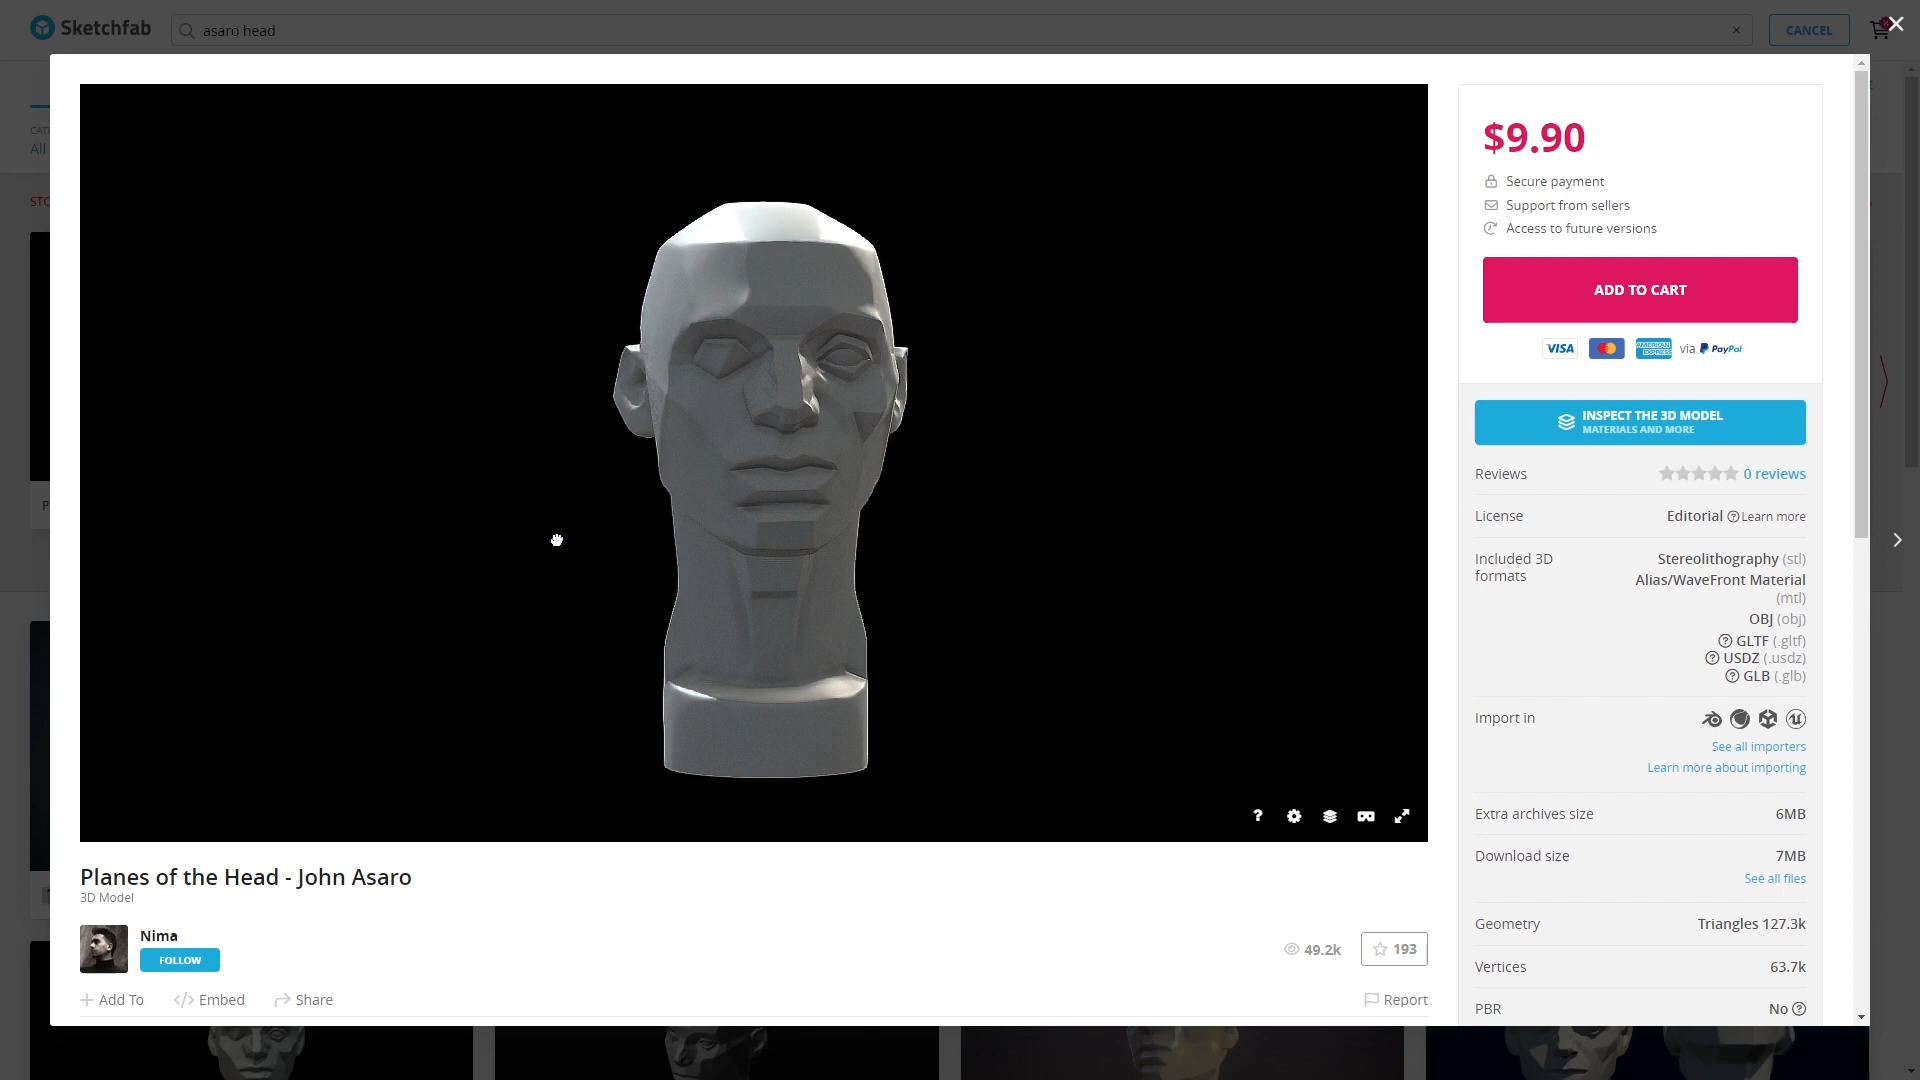 Sketchfab
asaro head
CANCEL
All
$9.90
Secure payment
Support from sellers
Access to future versions
ADD TO CART
VISA
AMERICAN EXPRESS
via PayPal
INSPECT THE 3D MODEL
MATERIALS AND MORE
Reviews 0 reviews
License Editorial Learn more
Included 3D formats
Stereolithography (stl)
Alias/WaveFront Material
(mtl)
OBJ (obj)
GLTF (.gltf)
USDZ (.usdz)
GLB (.glb)
Import in
See all importers
Learn more about importing
Extra archives size 6MB
Download size 7MB
See all files
Geometry Triangles 127.3k
Vertices 63.7k
PBR No
Planes of the Head - John Asaro
3D Model
Nima
FOLLOW
49.2k 193
Add To Embed Share Report